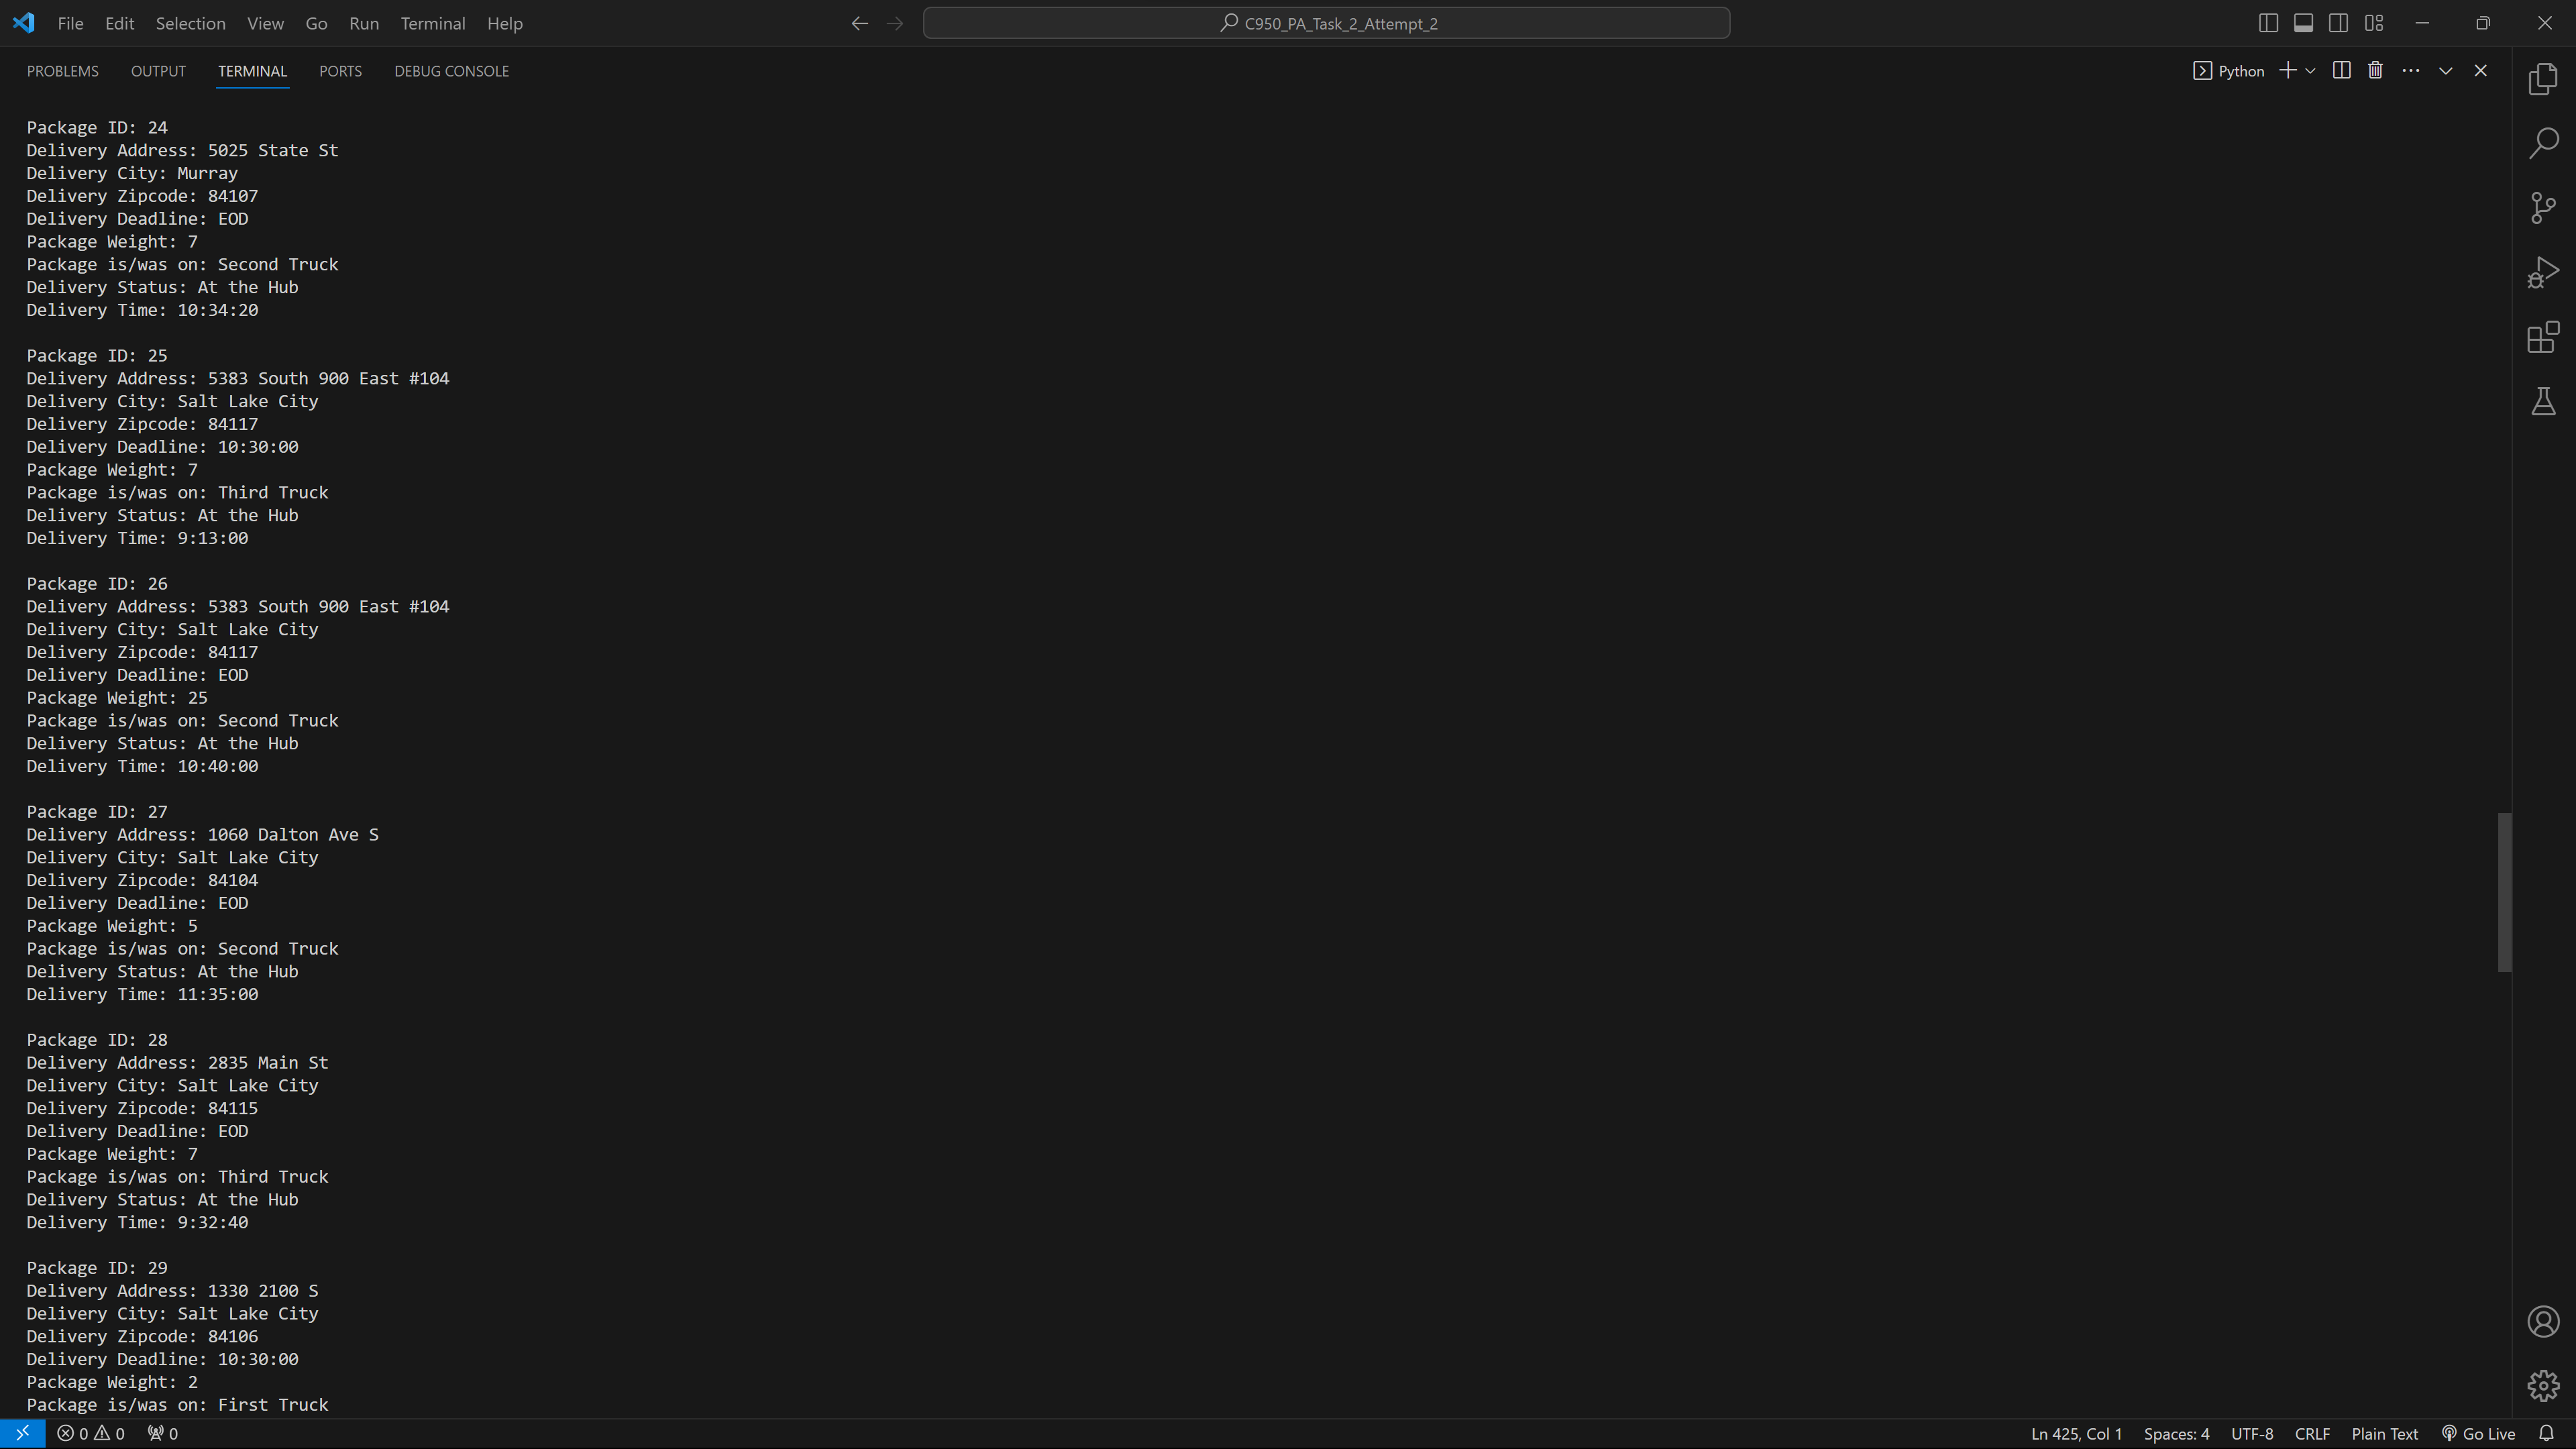 File Edit Selection View Go Run Terminal Help
C950_PA_Task_2_Attempt_2
PROBLEMS OUTPUT TERMINAL PORTS DEBUG CONSOLE
Python
Package ID: 24
Delivery Address: 5025 State St
Delivery City: Murray
Delivery Zipcode: 84107
Delivery Deadline: EOD
Package Weight: 7
Package is/was on: Second Truck
Delivery Status: At the Hub
Delivery Time: 10:34:20
Package ID: 25
Delivery Address: 5383 South 900 East #104
Delivery City: Salt Lake City
Delivery Zipcode: 84117
Delivery Deadline: 10:30:00
Package Weight: 7
Package is/was on: Third Truck
Delivery Status: At the Hub
Delivery Time: 9:13:00
Package ID: 26
Delivery Address: 5383 South 900 East #104
Delivery City: Salt Lake City
Delivery Zipcode: 84117
Delivery Deadline: EOD
Package Weight: 25
Package is/was on: Second Truck
Delivery Status: At the Hub
Delivery Time: 10:40:00
Package ID: 27
Delivery Address: 1060 Dalton Ave S
Delivery City: Salt Lake City
Delivery Zipcode: 84104
Delivery Deadline: EOD
Package Weight: 5
Package is/was on: Second Truck
Delivery Status: At the Hub
Delivery Time: 11:35:00
Package ID: 28
Delivery Address: 2835 Main St
Delivery City: Salt Lake City
Delivery Zipcode: 84115
Delivery Deadline: EOD
Package Weight: 7
Package is/was on: Third Truck
Delivery Status: At the Hub
Delivery Time: 9:32:40
Package ID: 29
Delivery Address: 1330 2100 S
Delivery City: Salt Lake City
Delivery Zipcode: 84106
Delivery Deadline: 10:30:00
Package Weight: 2
Package is/was on: First Truck
0 0 0 Ln 425, Col 1 Spaces: 4 UTF-8 CRLF Plain Text Go Live